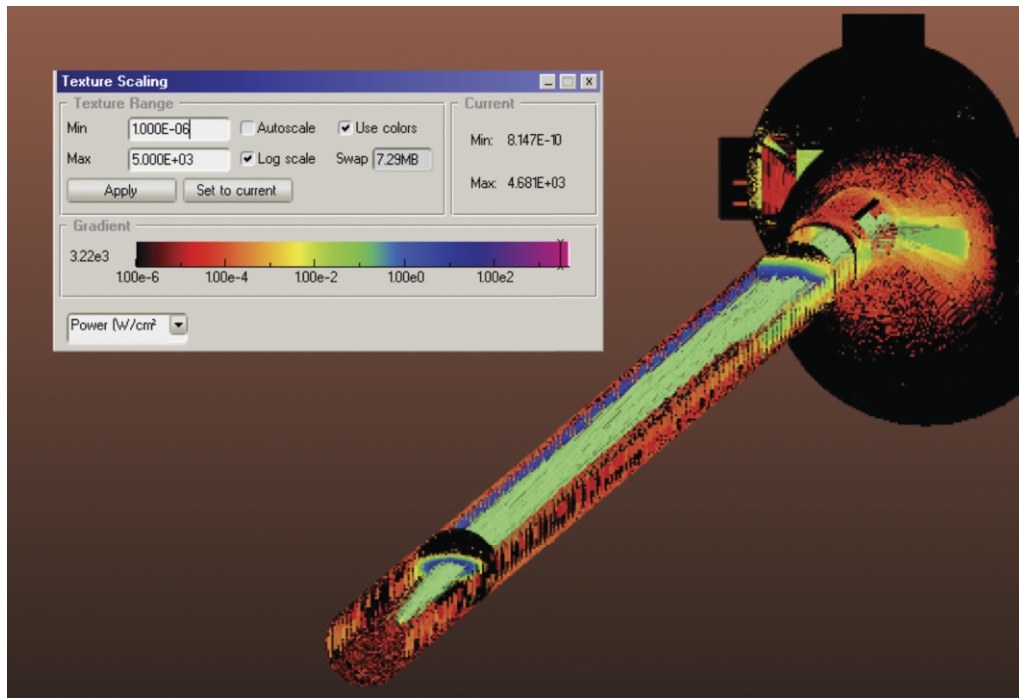 Texture Scaling
Texture Range
Min 1.000E-06 Autoscale Use colors
Max 5.000E+03 Log scale Swap 7.29MB
Apply Set to current
Current
Min: 8.147E-10
Max: 4.681E+03
Gradient
3.22e3
1.00e-6 1.00e-4 1.00e-2 1.00e0 1.00e2
Power (W/cm²